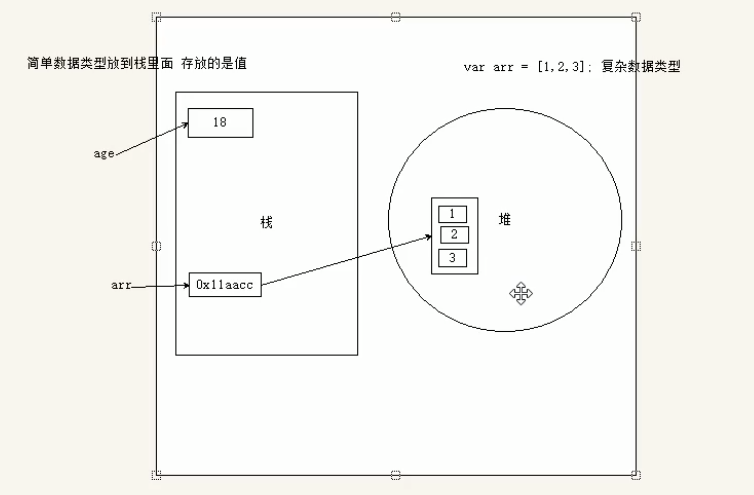 简单数据类型放到栈里面 存放的是值
var arr = [1,2,3]; 复杂数据类型
18
age
栈
堆
1
2
3
arr
0x11aacc